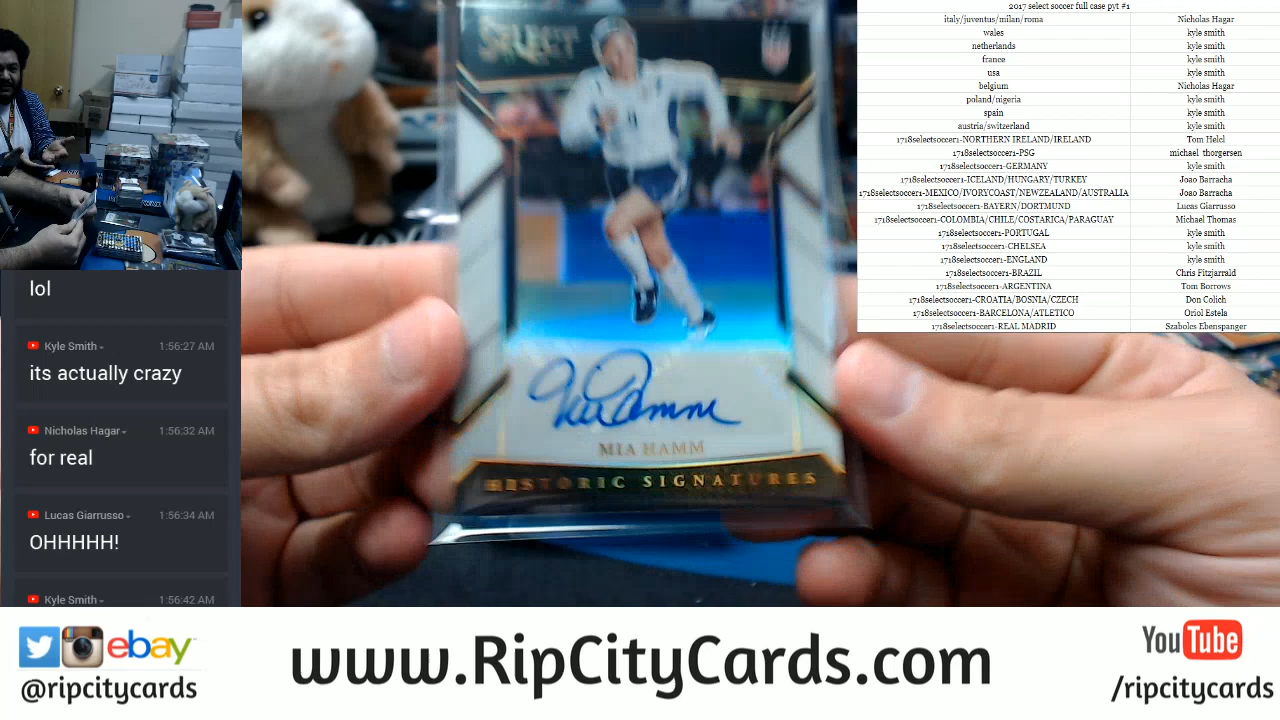 2017 select soccer full case pyt #1
italy/juventus/milan/roma Nicholas Hagar
wales kyle smith
netherlands kyle smith
france kyle smith
usa kyle smith
belgium Nicholas Hagar
poland/nigeria kyle smith
spain kyle smith
austria/switzerland kyle smith
1718selectsoccer1-NORTHERN IRELAND/IRELAND Tom Helcl
1718selectsoccer1-PSG michael thorgersen
1718selectsoccer1-GERMANY kyle smith
1718selectsoccer1-ICELAND/HUNGARY/TURKEY Joao Barracha
1718selectsoccer1-MEXICO/IVORYCOAST/NEWZEALAND/AUSTRALIA Joao Barracha
1718selectsoccer1-BAYERN/DORTMUND Lucas Giarrusso
1718selectsoccer1-COLOMBIA/CHILE/COSTARICA/PARAGUAY Michael Thomas
1718selectsoccer1-PORTUGAL kyle smith
1718selectsoccer1-CHELSEA kyle smith
1718selectsoccer1-ENGLAND kyle smith
1718selectsoccer1-BRAZIL Chris Fitzjarrald
1718selectsoccer1-ARGENTINA Tom Borrows
1718selectsoccer1-CROATIA/BOSNIA/CZECH Don Colich
1718selectsoccer1-BARCELONA/ATLETICO Oriol Estela
1718selectsoccer1-REAL MADRID Szabolcs Ebenspanger
SELECT
Mia Hamm
MIA HAMM
HISTORIC SIGNATURES
lol
Kyle Smith 1:56:27 AM
its actually crazy
Nicholas Hagar 1:56:32 AM
for real
Lucas Giarrusso 1:56:34 AM
OHHHHH!
Kyle Smith 1:56:42 AM
ebay
@ripcitycards
www.RipCityCards.com
YouTube
/ripcitycards